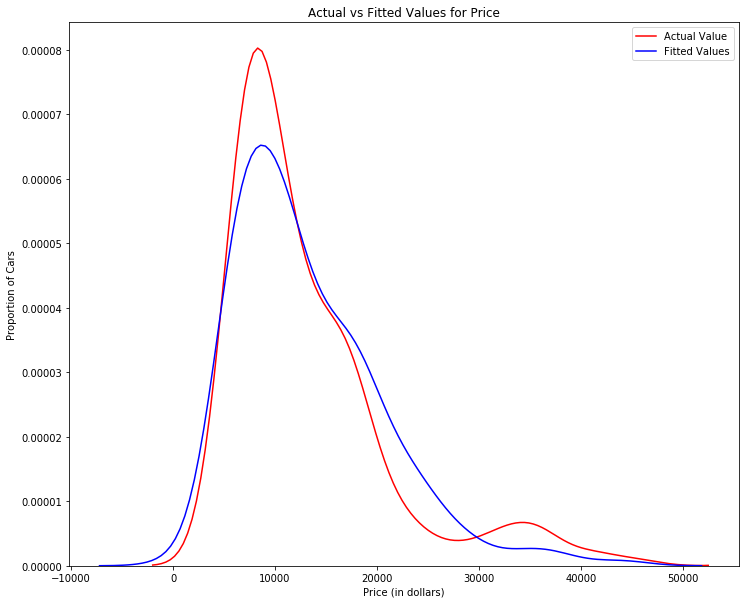 Actual vs Fitted Values for Price
Actual Value
Fitted Values
0.00008
0.00007
0.00006
0.00005
0.00004
0.00003
0.00002
0.00001
0.00000
Proportion of Cars
−10000 0 10000 20000 30000 40000 50000
Price (in dollars)